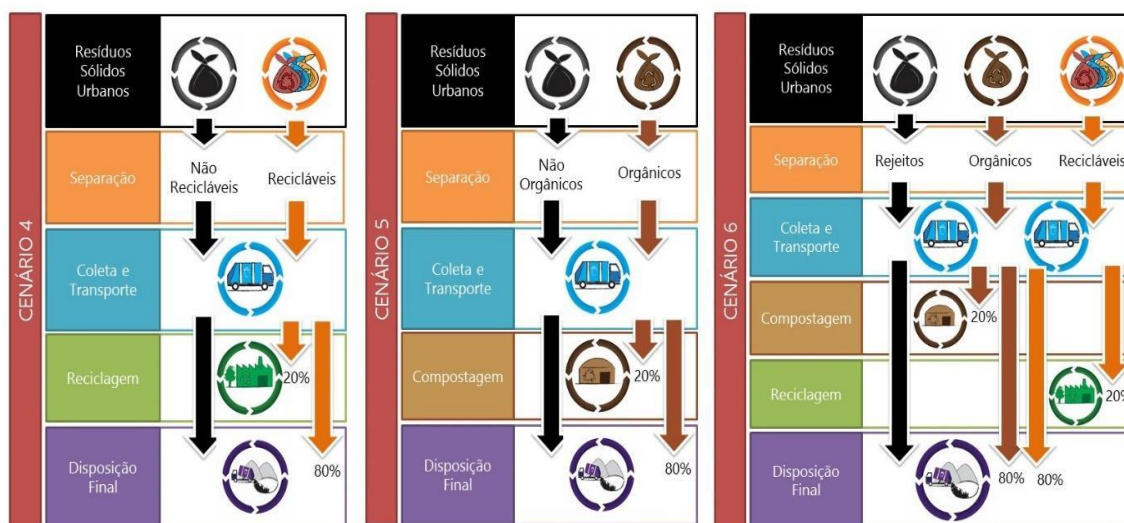 CENÁRIO 4
Resíduos
Sólidos
Urbanos
Separação
Não
Recicláveis
Recicláveis
Coleta e
Transporte
Reciclagem
20%
Disposição
Final
80%
CENÁRIO 5
Resíduos
Sólidos
Urbanos
Separação
Não
Orgânicos
Orgânicos
Coleta e
Transporte
Compostagem
20%
Disposição
Final
80%
CENÁRIO 6
Resíduos
Sólidos
Urbanos
Separação
Rejeitos
Orgânicos
Recicláveis
Coleta e
Transporte
Compostagem
20%
Reciclagem
20%
Disposição
Final
80%
80%